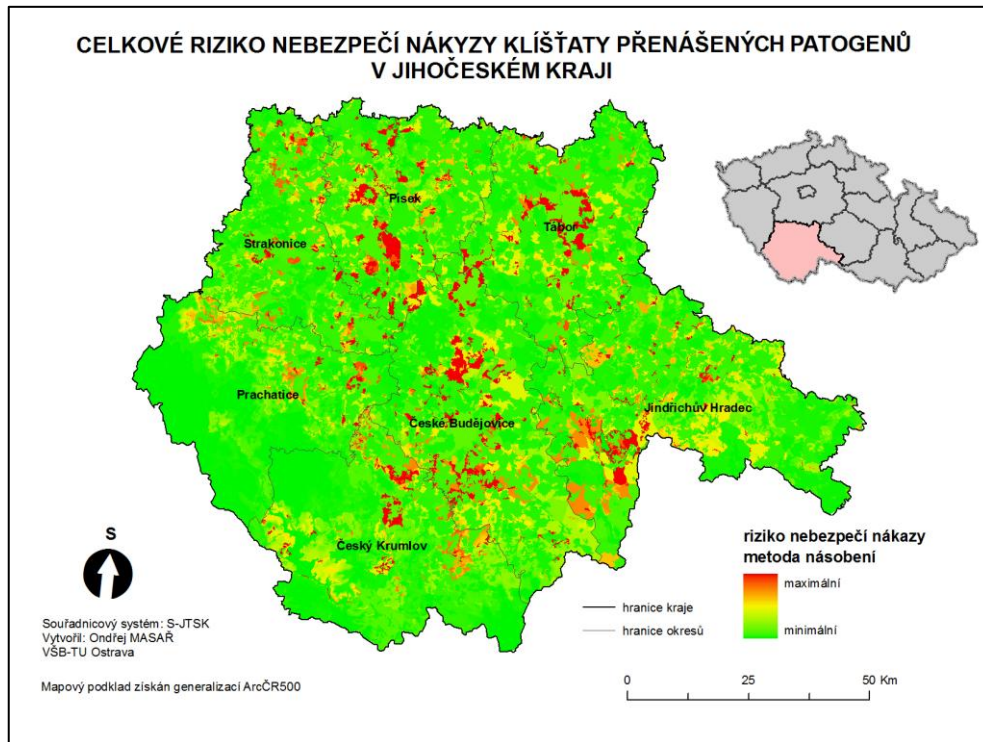 CELKOVÉ RIZIKO NEBEZPEČÍ NÁKYZY KLÍŠŤATY PŘENÁŠENÝCH PATOGENŮ
V JIHOČESKÉM KRAJI
Písek
Tábor
Strakonice
Prachatice
České Budějovice
Jindřichův Hradec
Český Krumlov
S
Souřadnicový systém: S-JTSK
Vytvořil: Ondřej MASAŘ
VŠB-TU Ostrava
Mapový podklad získán generalizací ArcČR500
hranice kraje
hranice okresů
riziko nebezpečí nákazy
metoda násobení
maximální
minimální
0 25 50 Km